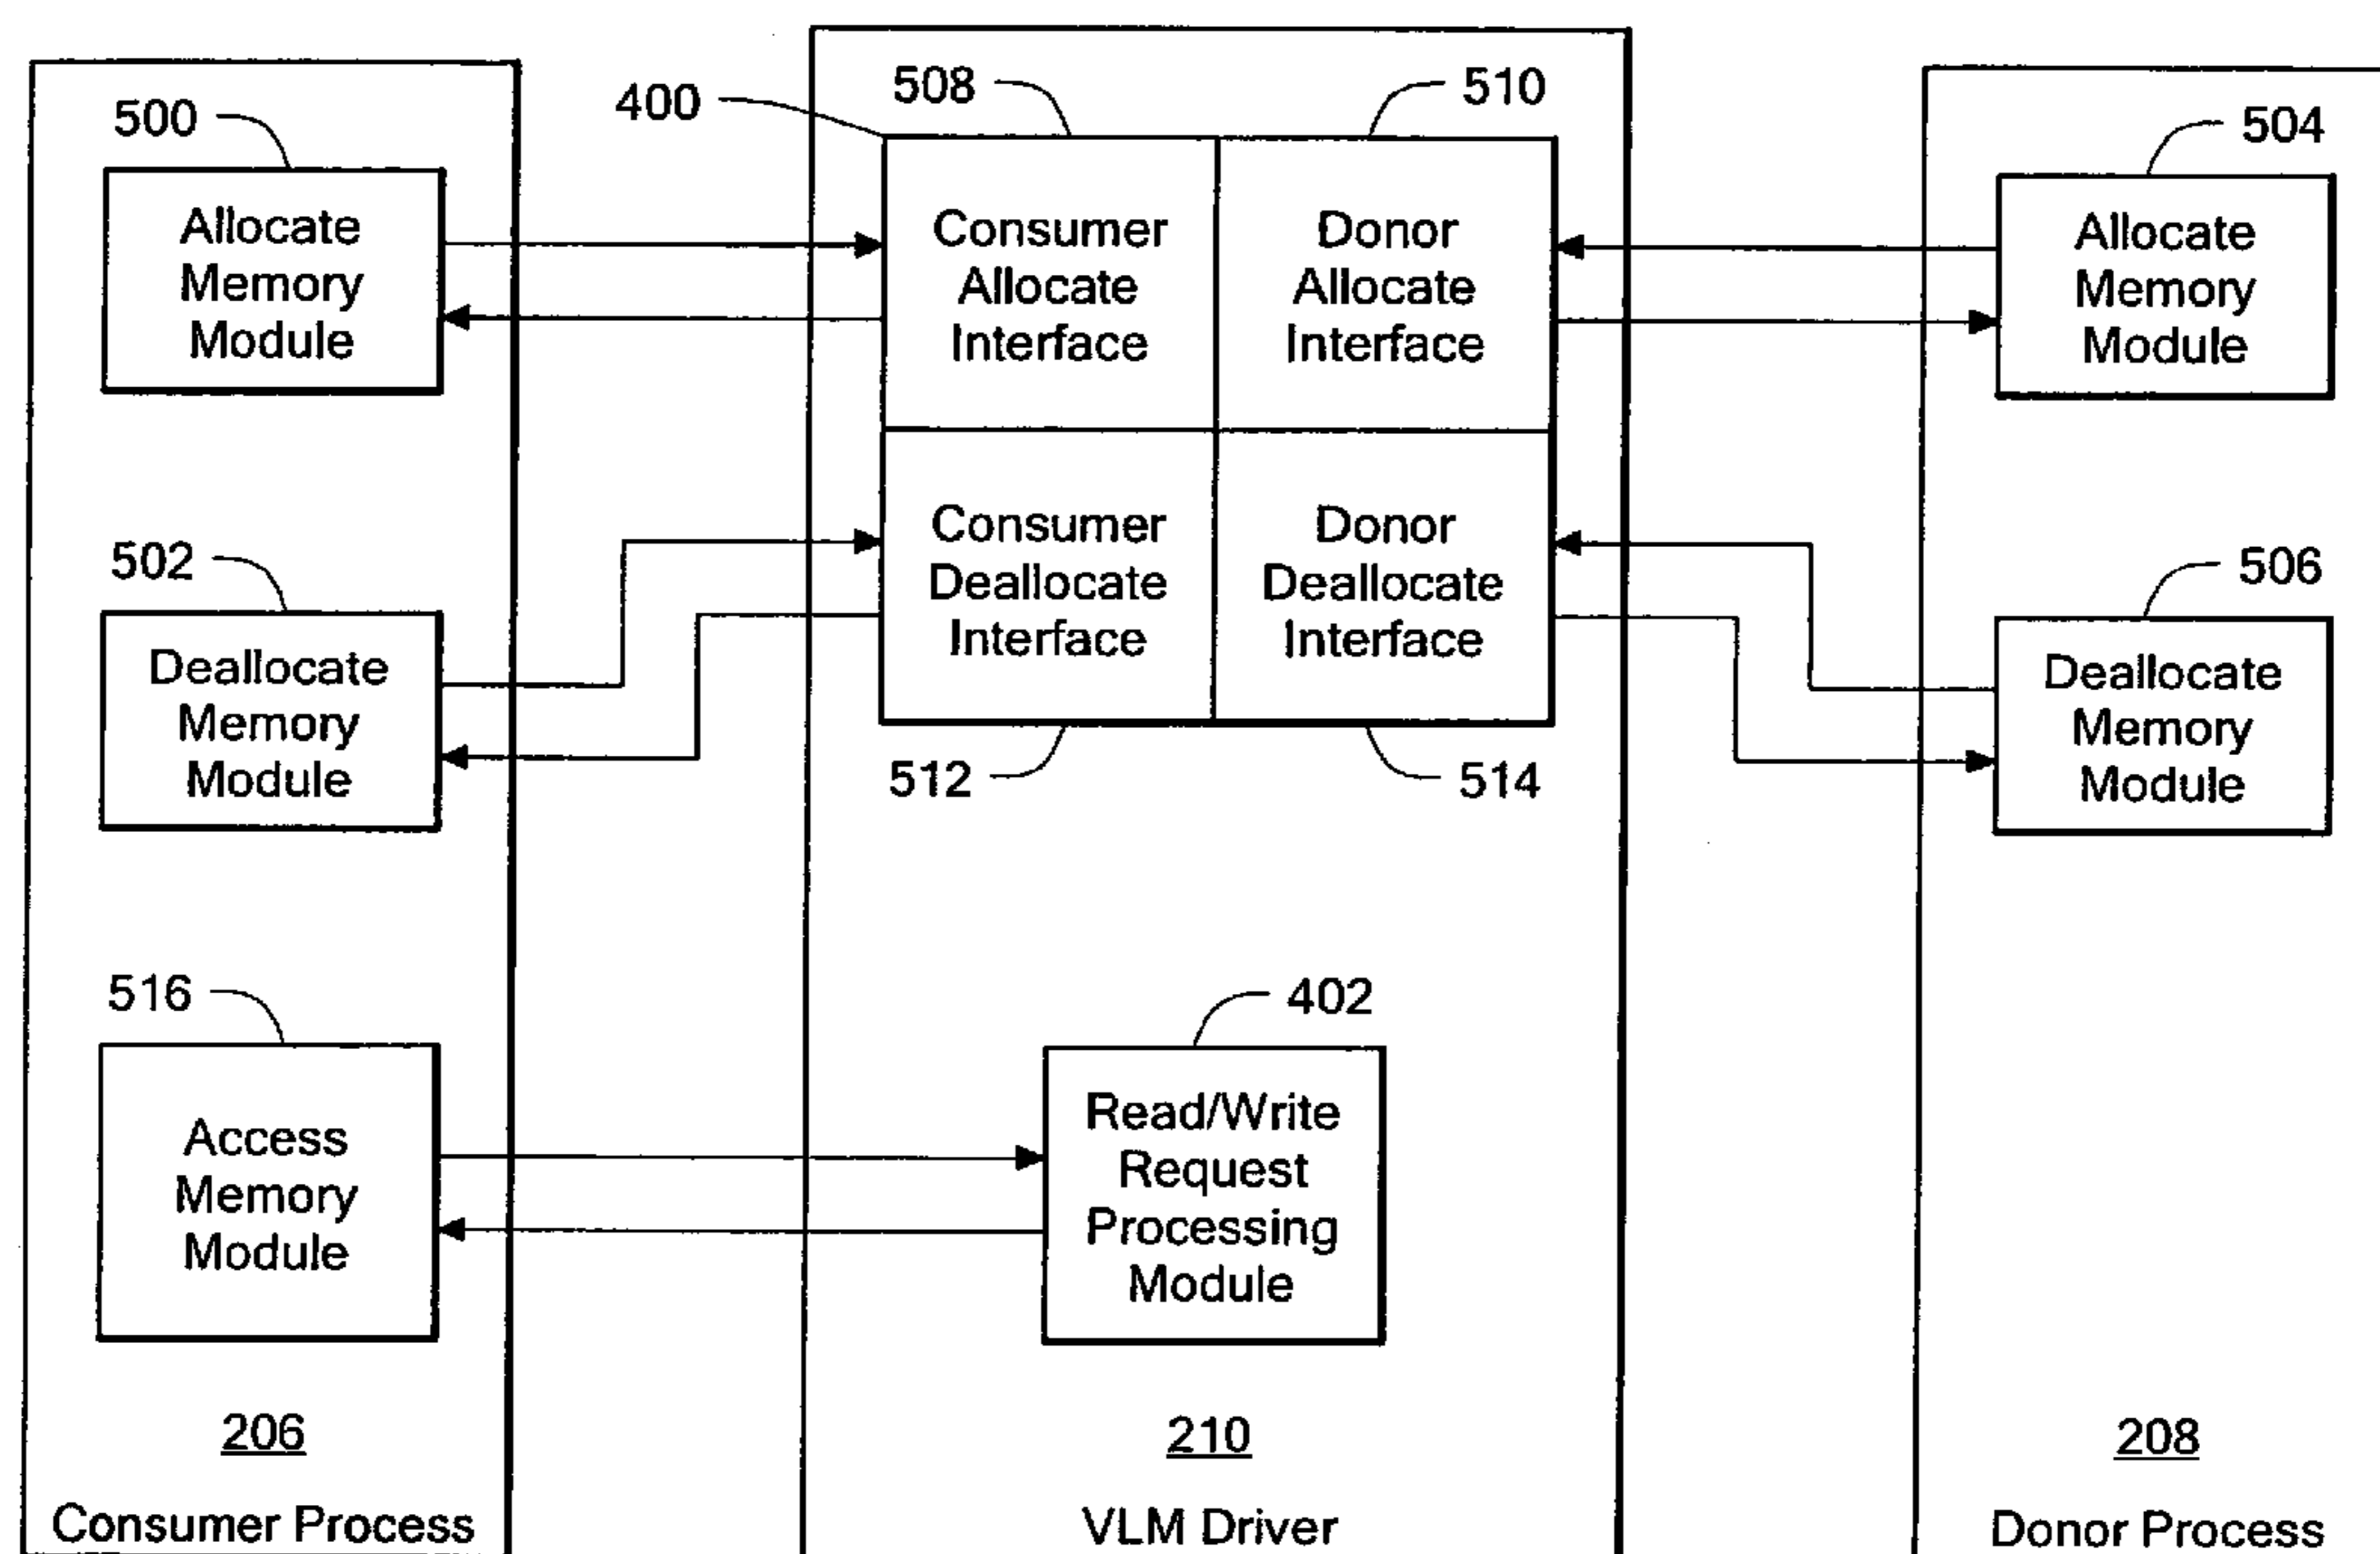 400
508
510
500
504
Allocate
Memory
Module
Consumer
Allocate
Interface
Donor
Allocate
Interface
Allocate
Memory
Module
502
506
Deallocate
Memory
Module
Consumer
Deallocate
Interface
Donor
Deallocate
Interface
Deallocate
Memory
Module
512
514
516
402
Access
Memory
Module
Read/Write
Request
Processing
Module
206
210
208
Consumer Process
VLM Driver
Donor Process